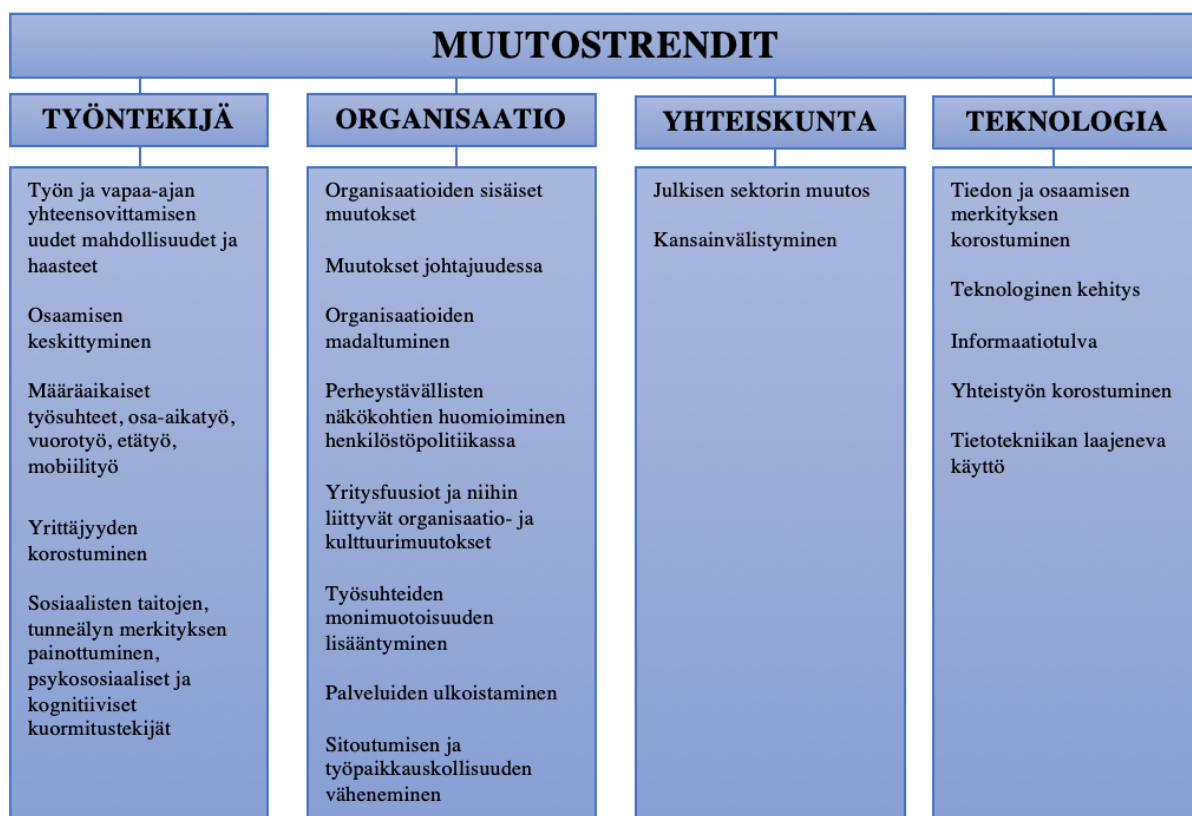 MUUTOSTRENDIT
TYÖNTEKIJÄ
Työn ja vapaa-ajan
yhteensovittamisen
uudet mahdollisuudet ja
haasteet
Osaamisen
keskittyminen
Määräaikaiset
työsuhteet, osa-aikatyö,
vuorotyö, etätyö,
mobiilityö
Yrittäjyyden
korostuminen
Sosiaalisten taitojen,
tunneälyn merkityksen
painottuminen,
psykososiaaliset ja
kognitiiviset
kuormitustekijät
ORGANISAATIO
Organisaatioiden sisäiset
muutokset
Muutokset johtajuudessa
Organisaatioiden
madaltuminen
Perheystävällisten
näkökohtien huomioiminen
henkilöstöpolitiikassa
Yritysfuusiot ja niihin
liittyvät organisaatio- ja
kulttuurimuutokset
Työsuhteiden
monimuotoisuuden
lisääntyminen
Palveluiden ulkoistaminen
Sitoutumisen ja
työpaikkauskollisuuden
väheneminen
YHTEISKUNTA
Julkisen sektorin muutos
Kansainvälistyminen
TEKNOLOGIA
Tiedon ja osaamisen
merkityksen
korostuminen
Teknologinen kehitys
Informaatiotulva
Yhteistyön korostuminen
Tietotekniikan laajeneva
käyttö